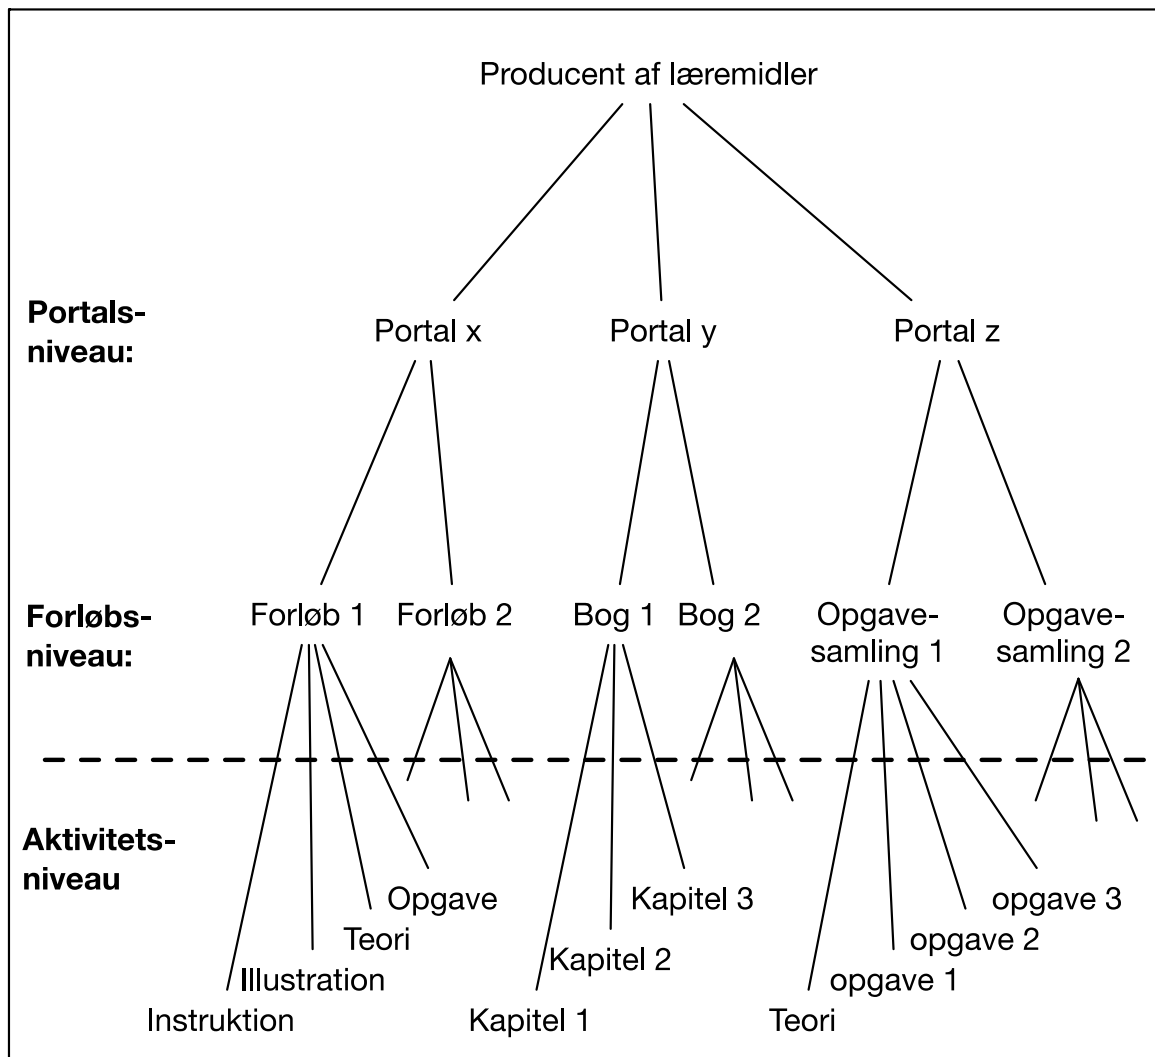 Producent af læremidler
Portals-
niveau:
Portal x
Portal y
Portal z
Forløbs-
niveau:
Forløb 1
Forløb 2
Bog 1
Bog 2
Opgave-
samling 1
Opgave-
samling 2
Aktivitets-
niveau
Opgave
Teori
Illustration
Instruktion
Kapitel 3
Kapitel 2
Kapitel 1
opgave 3
opgave 2
opgave 1
Teori